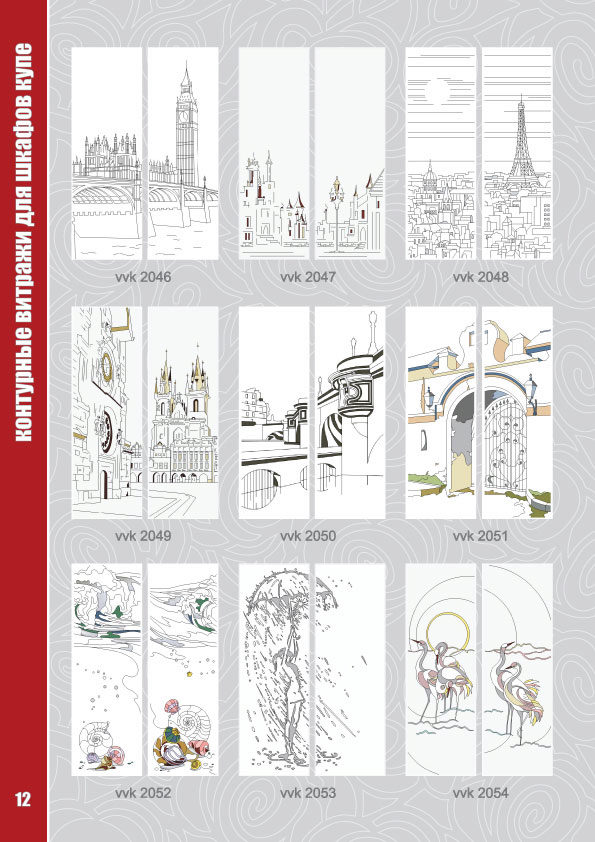 контурные витражи для шкафов купе
vvk 2046
vvk 2047
vvk 2048
vvk 2049
vvk 2050
vvk 2051
vvk 2052
vvk 2053
vvk 2054
12